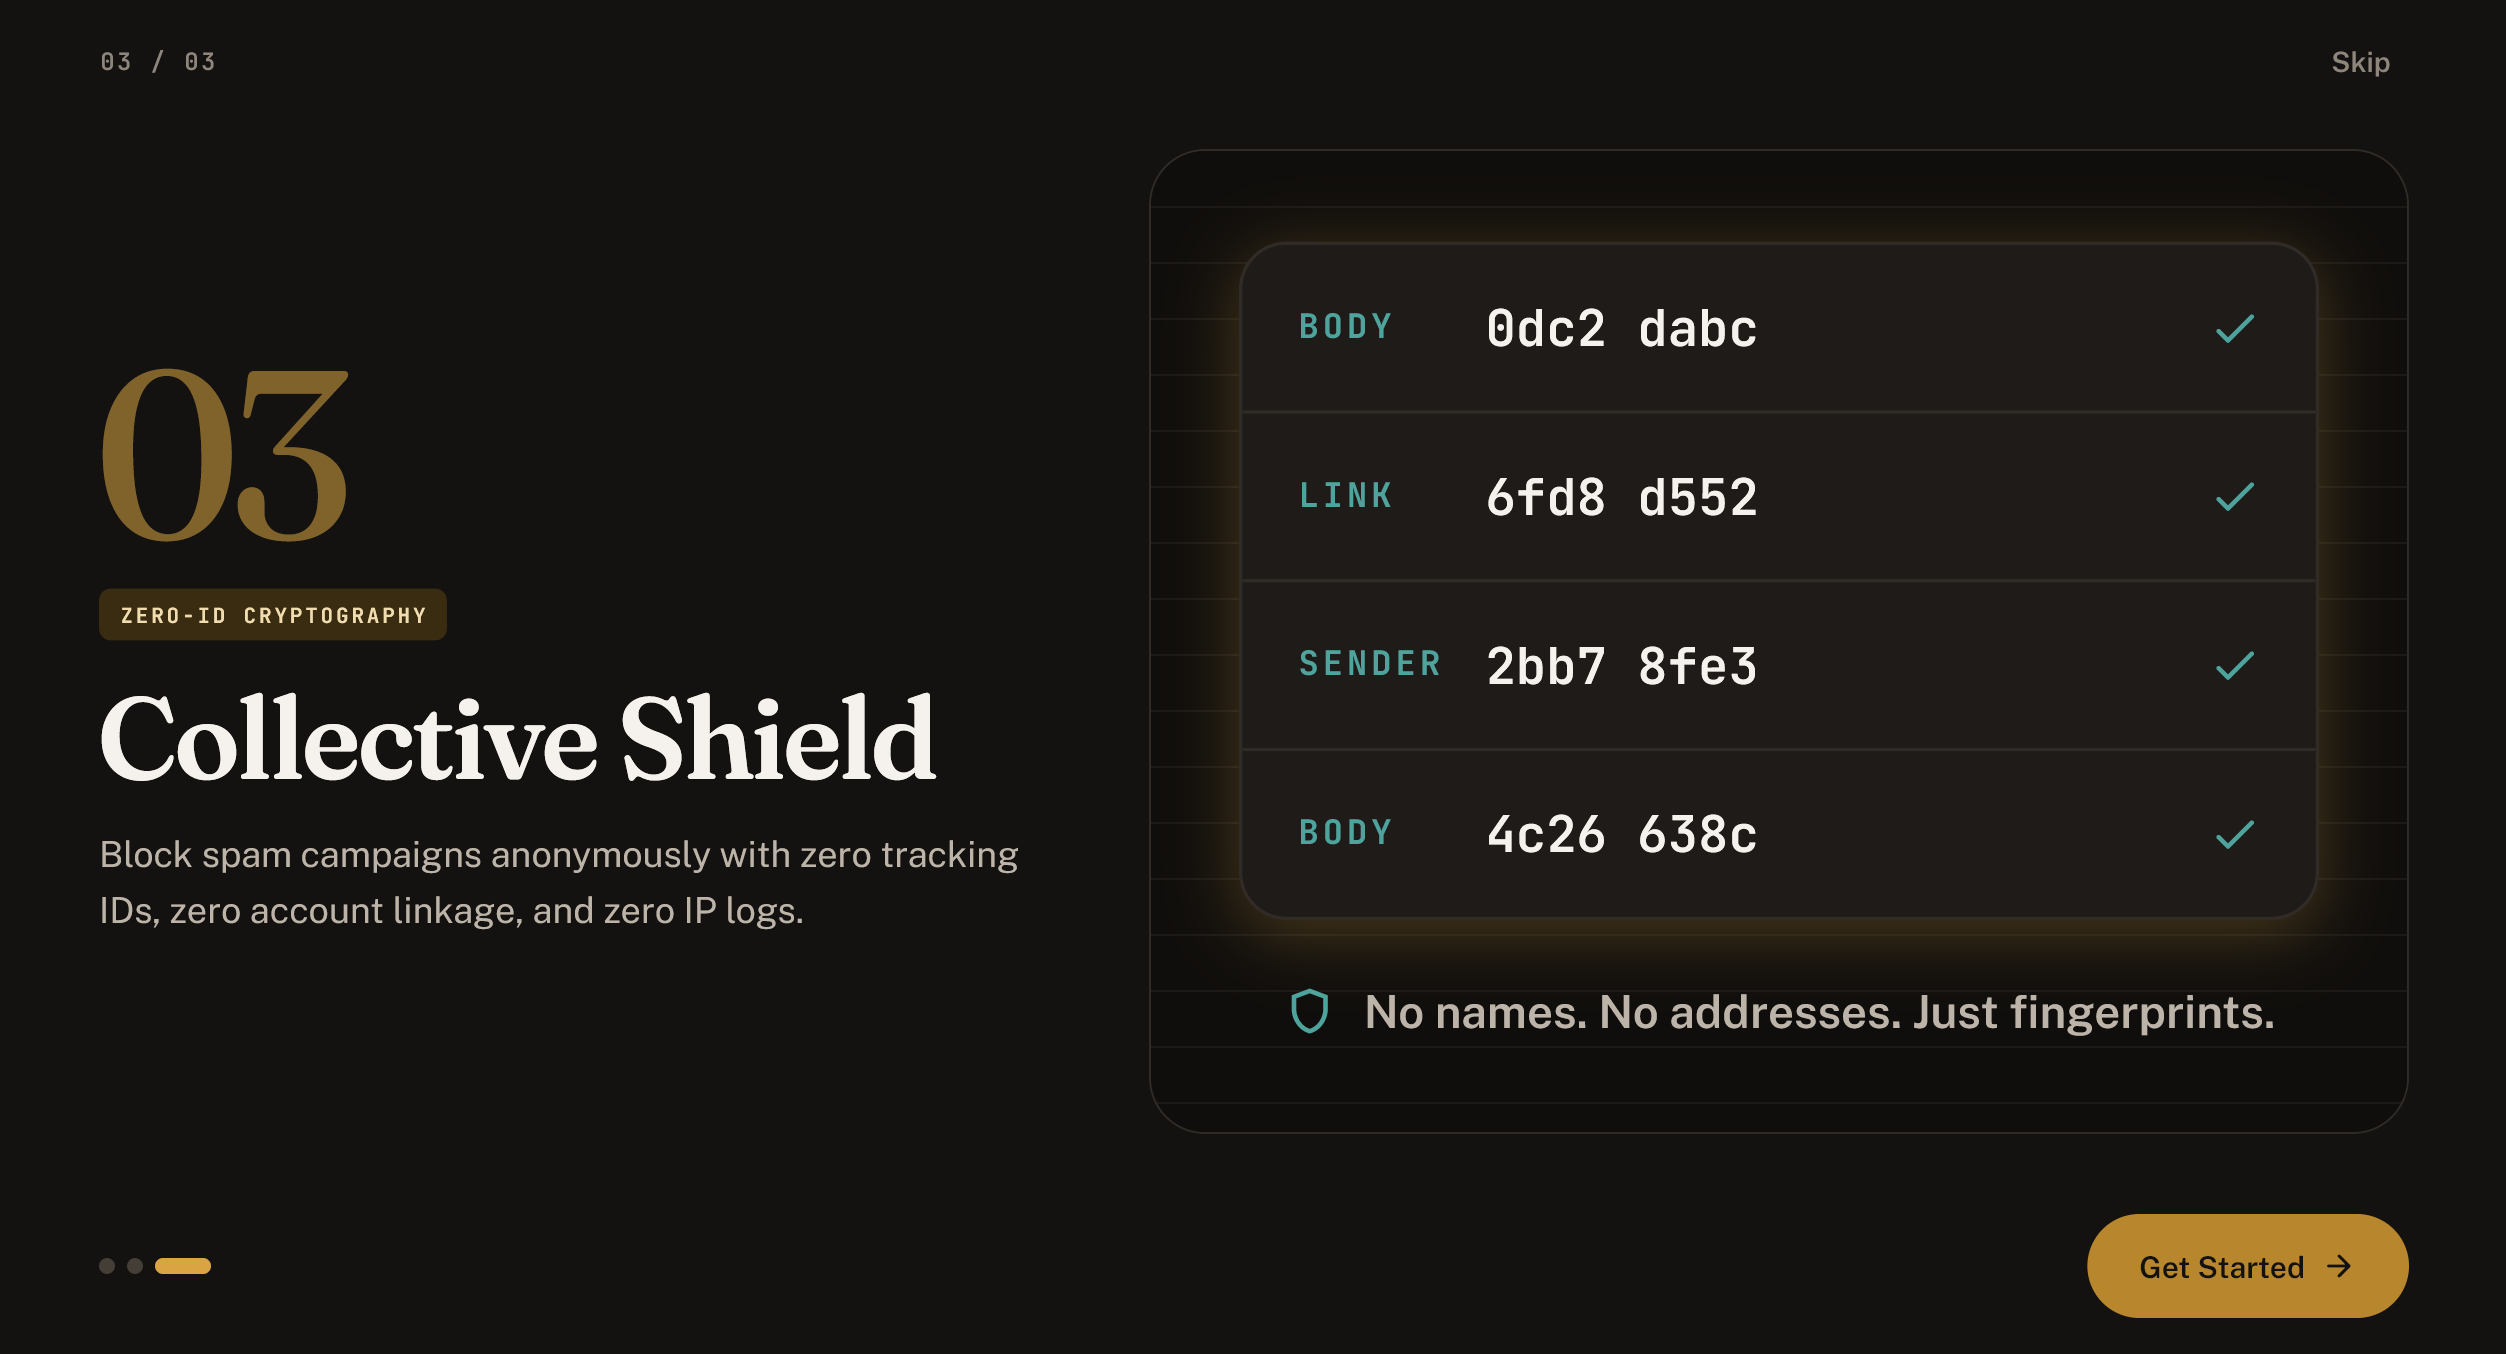 03 / 03
Skip
03
ZERO-ID CRYPTOGRAPHY
Collective Shield
Block spam campaigns anonymously with zero tracking
IDs, zero account linkage, and zero IP logs.
BODY 0dc2 dabc
LINK 6fd8 d552
SENDER 2bb7 8fe3
BODY 4c26 638c
No names. No addresses. Just fingerprints.
Get Started